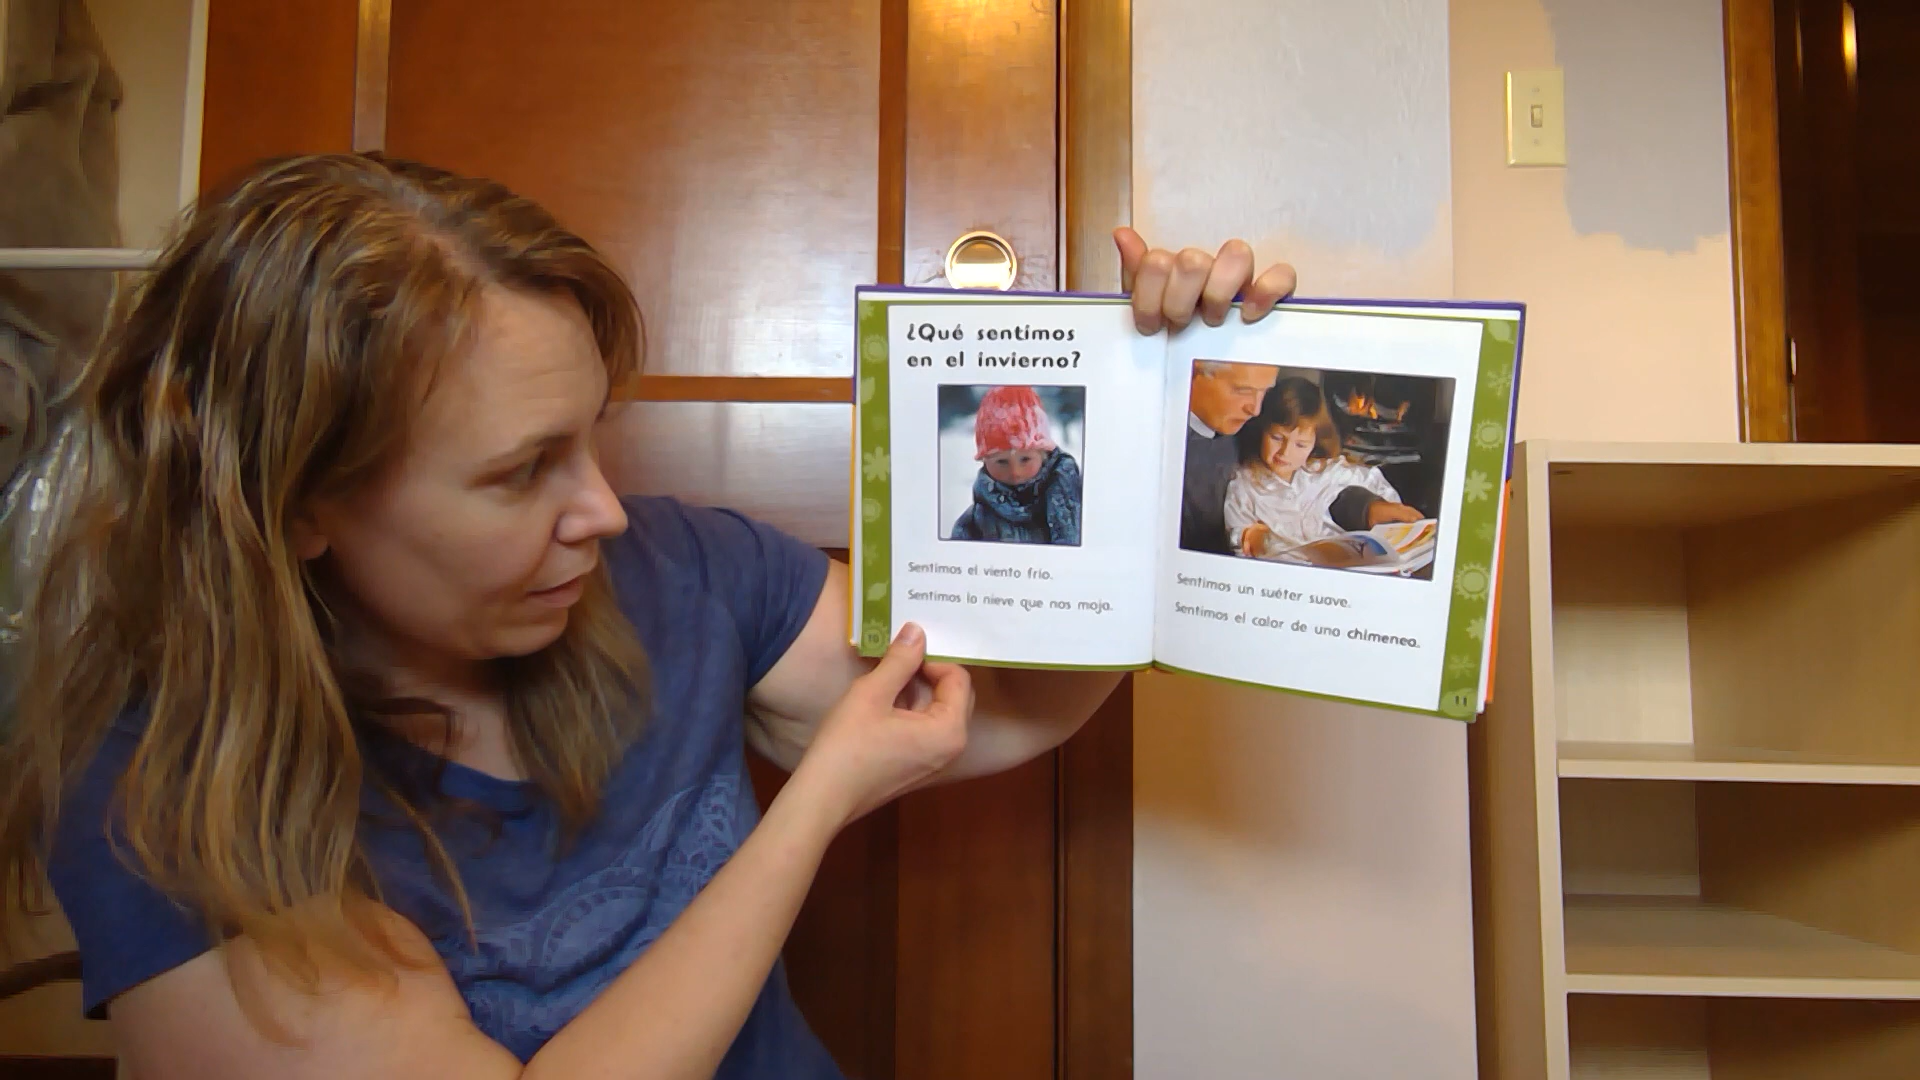 ¿Qué sentimos
en el invierno?
Sentimos el viento frío.
Sentimos la nieve que nos moja.
10
Sentimos un suéter suave.
Sentimos el calor de una chimenea.
11